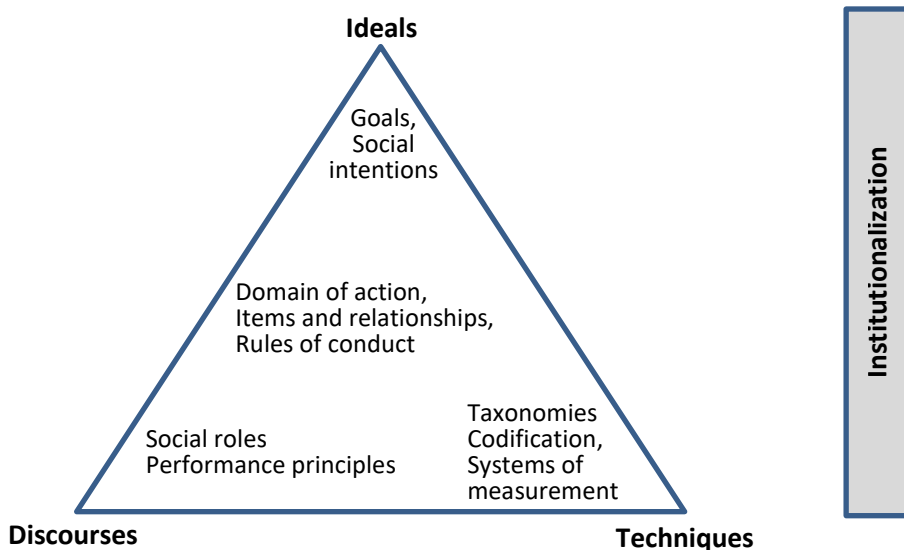 Ideals
Goals,
Social
intentions
Domain of action,
Items and relationships,
Rules of conduct
Social roles
Performance principles
Taxonomies
Codification,
Systems of
measurement
Discourses
Techniques
Institutionalization